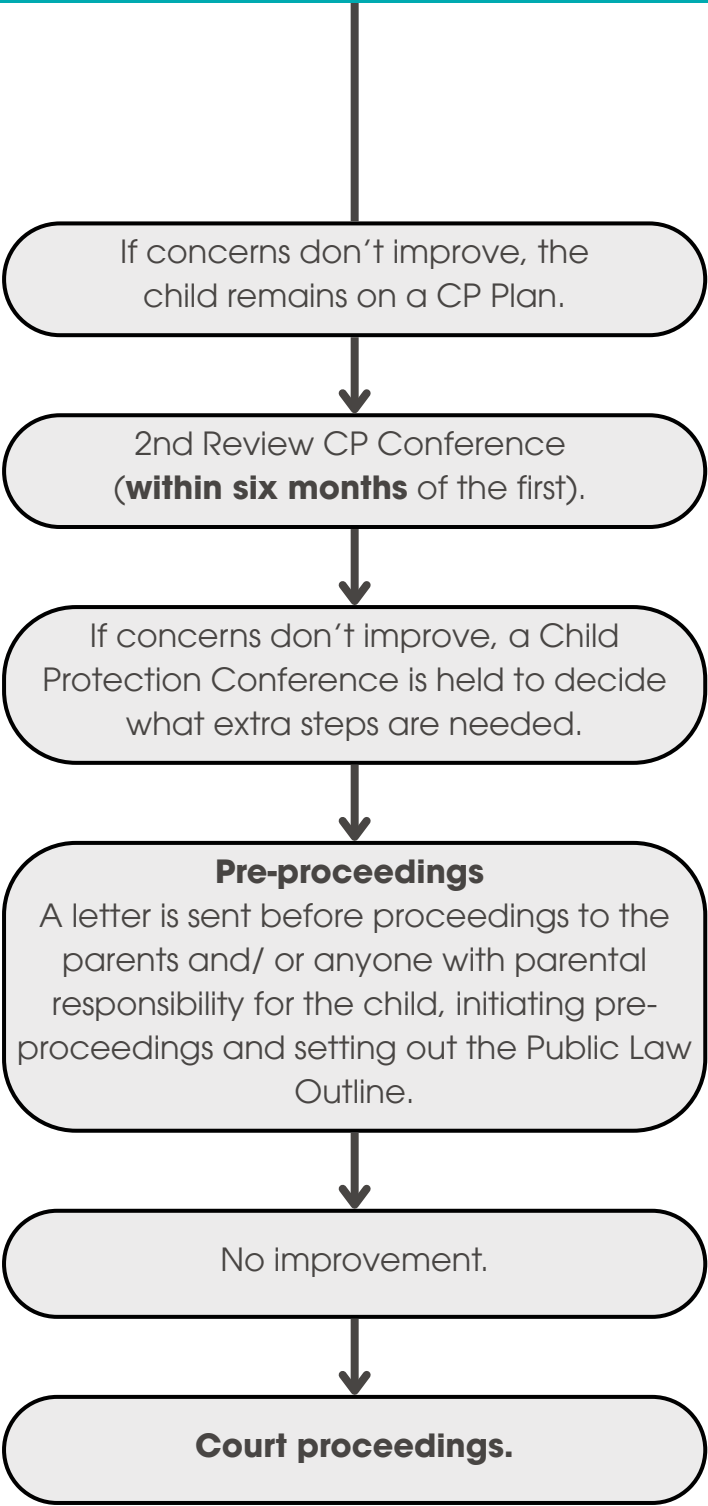 If concerns don't improve, the
child remains on a CP Plan.
2nd Review CP Conference
(within six months of the first).
If concerns don't improve, a Child
Protection Conference is held to decide
what extra steps are needed.
Pre-proceedings
A letter is sent before proceedings to the
parents and/ or anyone with parental
responsibility for the child, initiating pre-
proceedings and setting out the Public Law
Outline.
No improvement.
Court proceedings.